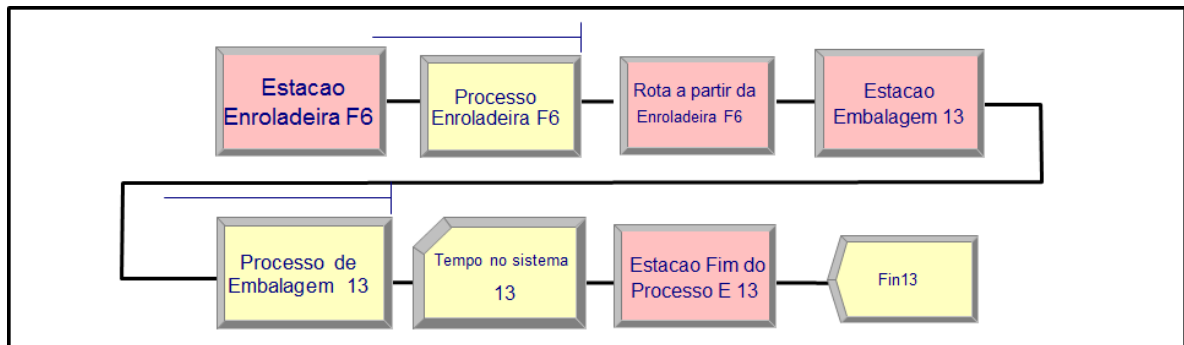 Estacao
Enroladeira F6
Processo
Enroladeira F6
Rota a partir da
Enroladeira F6
Estacao
Embalagem 13
Processo de
Embalagem 13
Tempo no sistema
13
Estacao Fim do
Processo E 13
Fin13